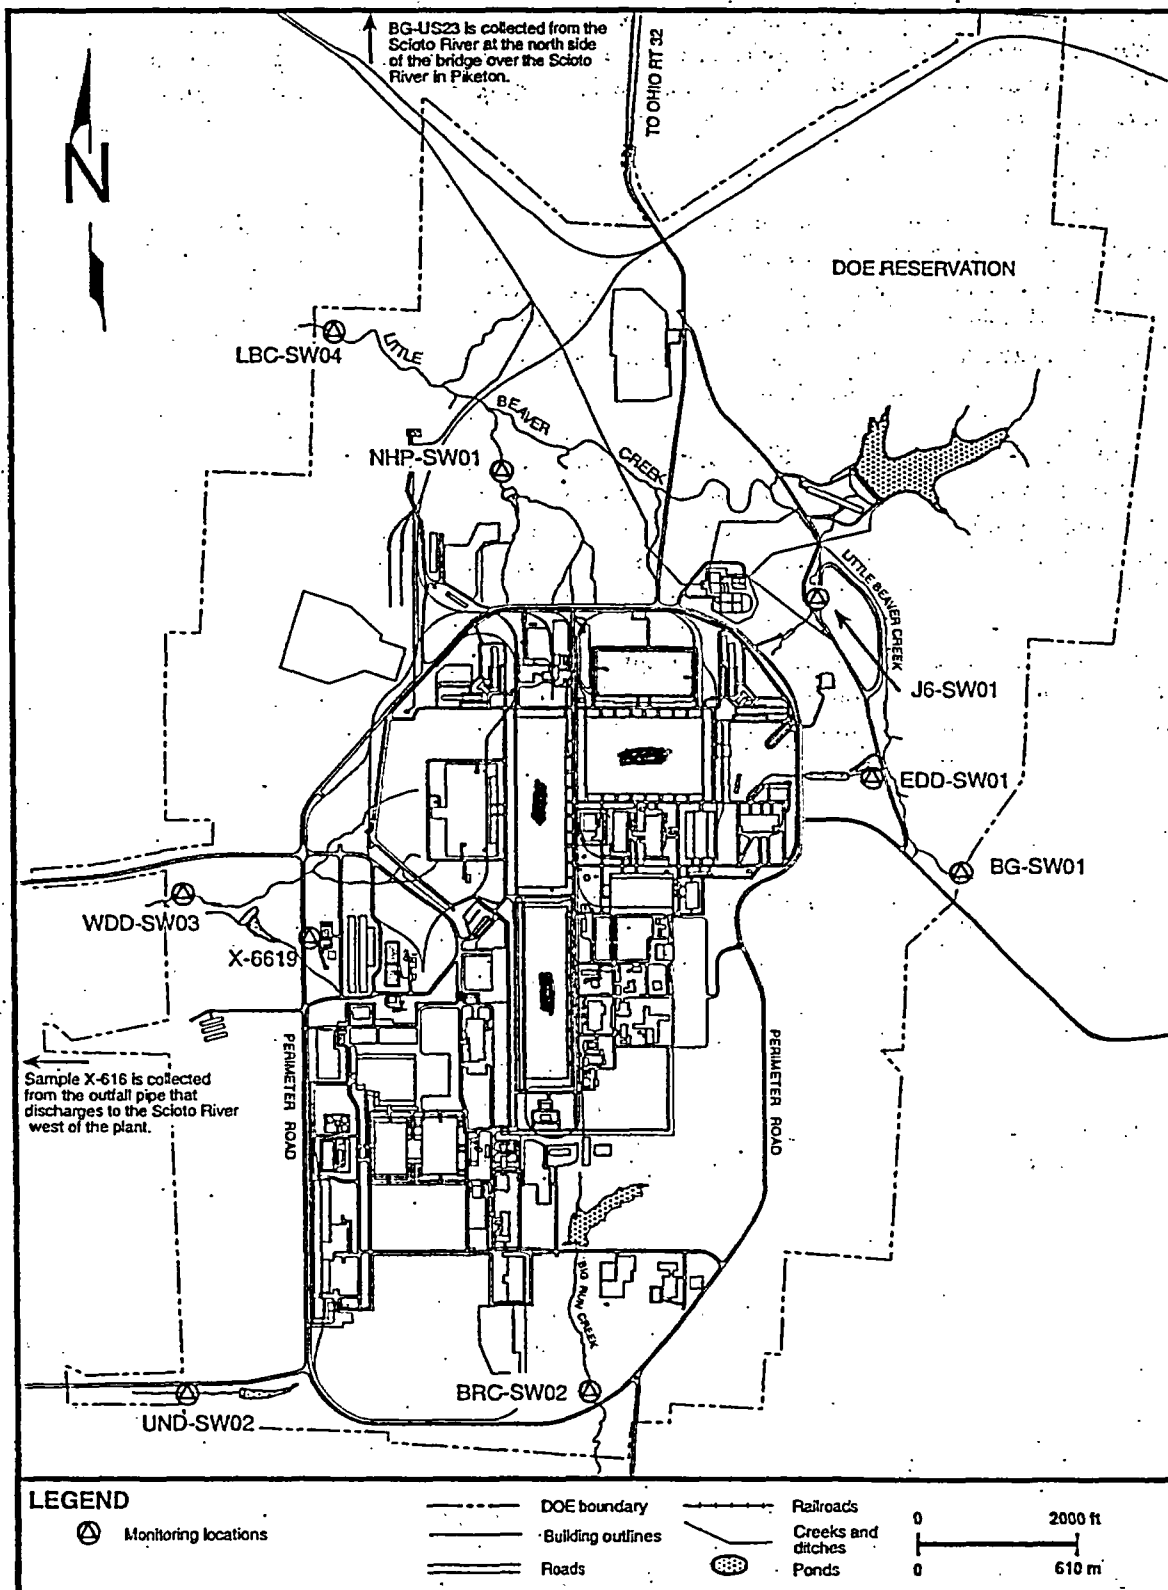 BG-US23 is collected from the
Scioto River at the north side
of the bridge over the Scioto
River in Piketon.
TO OHIO RT 32
N
DOE RESERVATION
LBC-SW04
LITTLE
BEAVER
CREEK
NHP-SW01
LITTLE BEAVER CREEK
J6-SW01
EDD-SW01
BG-SW01
WDD-SW03
X-6619
PERIMETER ROAD
PERIMETER ROAD
Sample X-616 is collected
from the outfall pipe that
discharges to the Scioto River
west of the plant.
BIG RUN CREEK
BRC-SW02
UND-SW02
LEGEND
Monitoring locations
DOE boundary
Building outlines
Roads
Railroads
Creeks and
ditches
Ponds
0 2000 ft
0 610 m